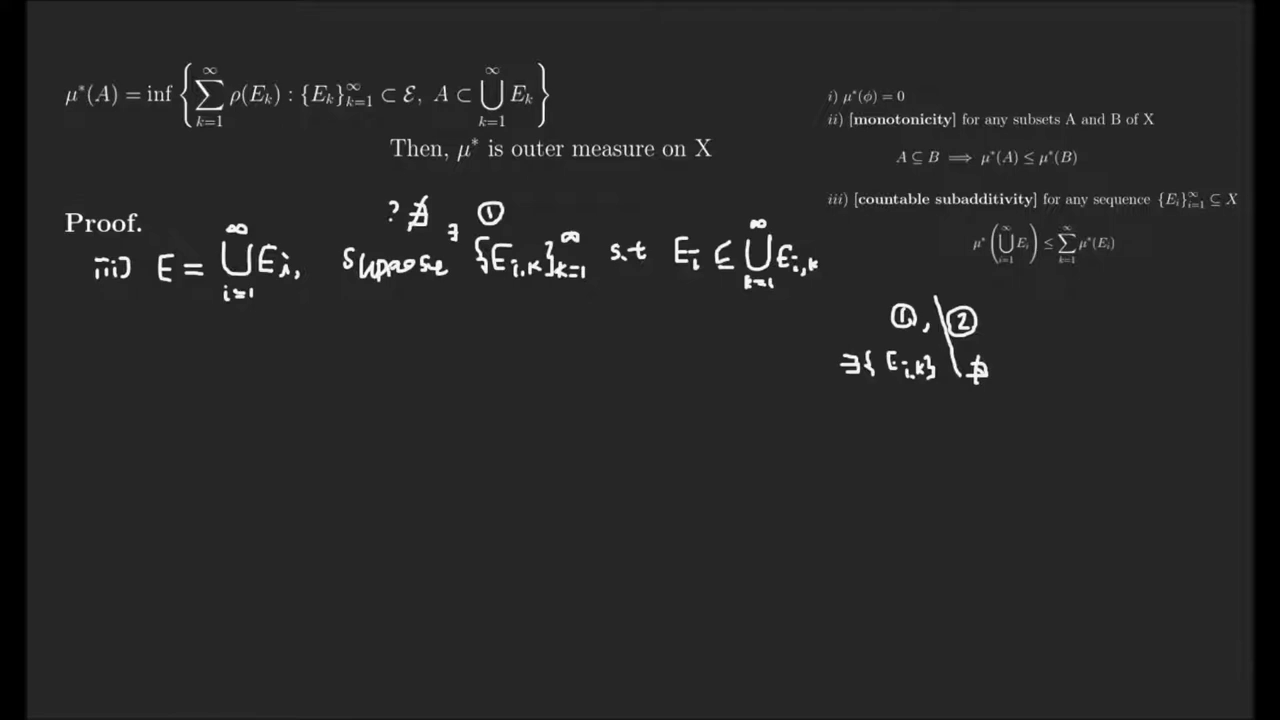 μ*(A) = inf { ∑_{k=1}^{∞} ρ(E_k) : {E_k}_{k=1}^{∞} ⊂ ℰ, A ⊂ ⋃_{k=1}^{∞} E_k }
Then, μ* is outer measure on X
i) μ*(ϕ) = 0
ii) [monotonicity] for any subsets A and B of X
A ⊆ B ⟹ μ*(A) ≤ μ*(B)
iii) [countable subadditivity] for any sequence {E_i}_{i=1}^{∞} ⊆ X
μ*(⋃_{i=1}^{∞} E_i) ≤ ∑_{i=1}^{∞} μ*(E_i)
Proof.
? ∄ ∃ ①
iii) E = ⋃_{i=1}^{∞} E_i, Suppose {E_{i,k}}_{k=1}^{∞} s.t E_i ⊆ ⋃_{k=1}^{∞} E_{i,k}
①, ②
∃{E_{i,k}} ∄